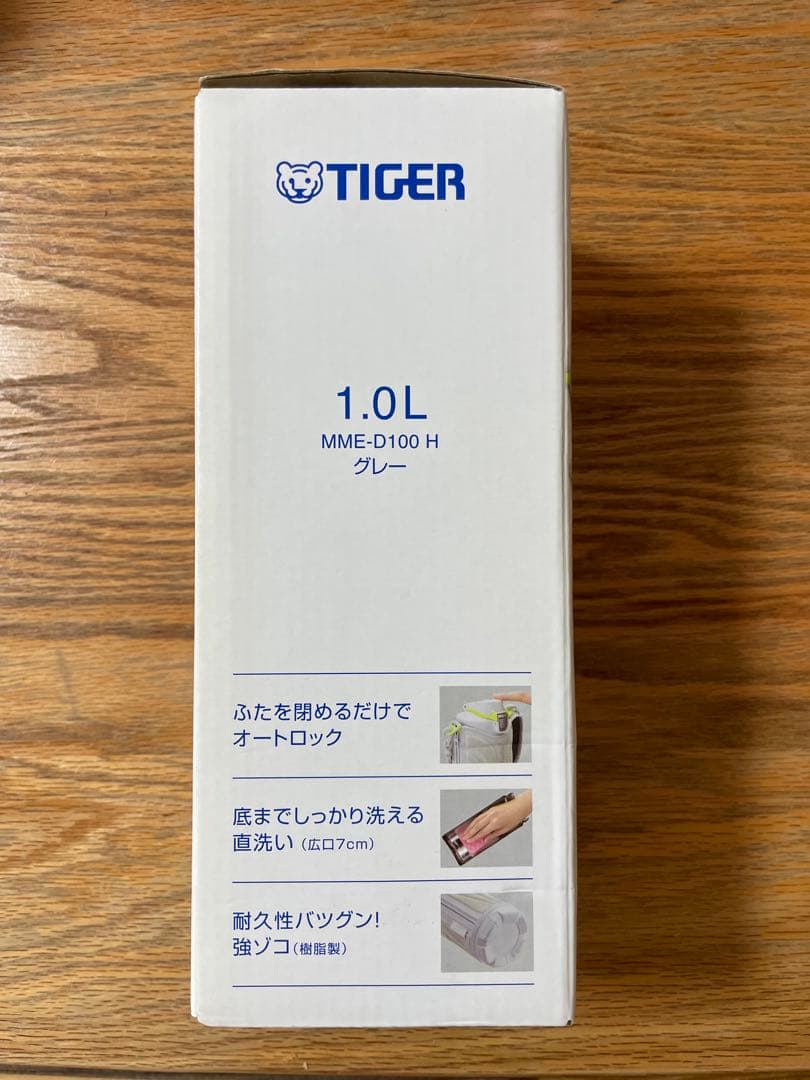 TIGER
1.0L
MME-D100 H
グレー
ふたを閉めるだけで
オートロック
底までしっかり洗える
直洗い（広口7cm）
耐久性バツグン!
強ゾコ（樹脂製）